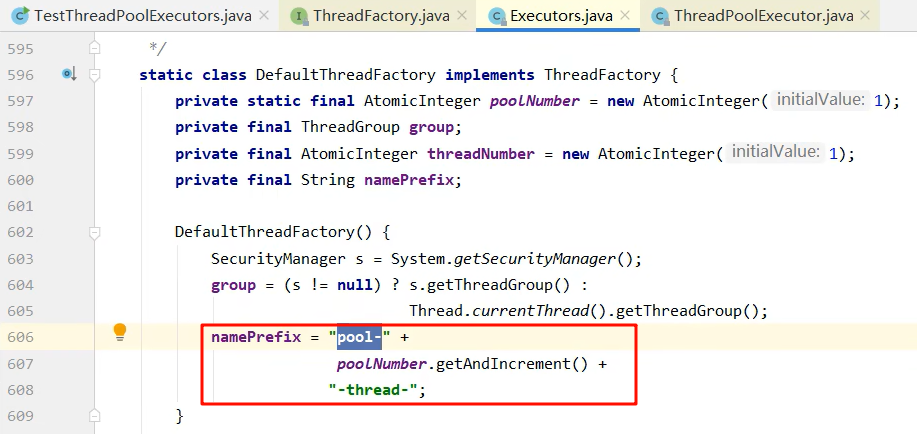 TestThreadPoolExecutors.java × ThreadFactory.java × Executors.java × ThreadPoolExecutor.java ×
595 */
596 static class DefaultThreadFactory implements ThreadFactory {
597 private static final AtomicInteger poolNumber = new AtomicInteger( initialValue: 1);
598 private final ThreadGroup group;
599 private final AtomicInteger threadNumber = new AtomicInteger( initialValue: 1);
600 private final String namePrefix;
601
602 DefaultThreadFactory() {
603 SecurityManager s = System.getSecurityManager();
604 group = (s != null) ? s.getThreadGroup() :
605 Thread.currentThread().getThreadGroup();
606 namePrefix = "pool-" +
607 poolNumber.getAndIncrement() +
608 "-thread-";
609 }